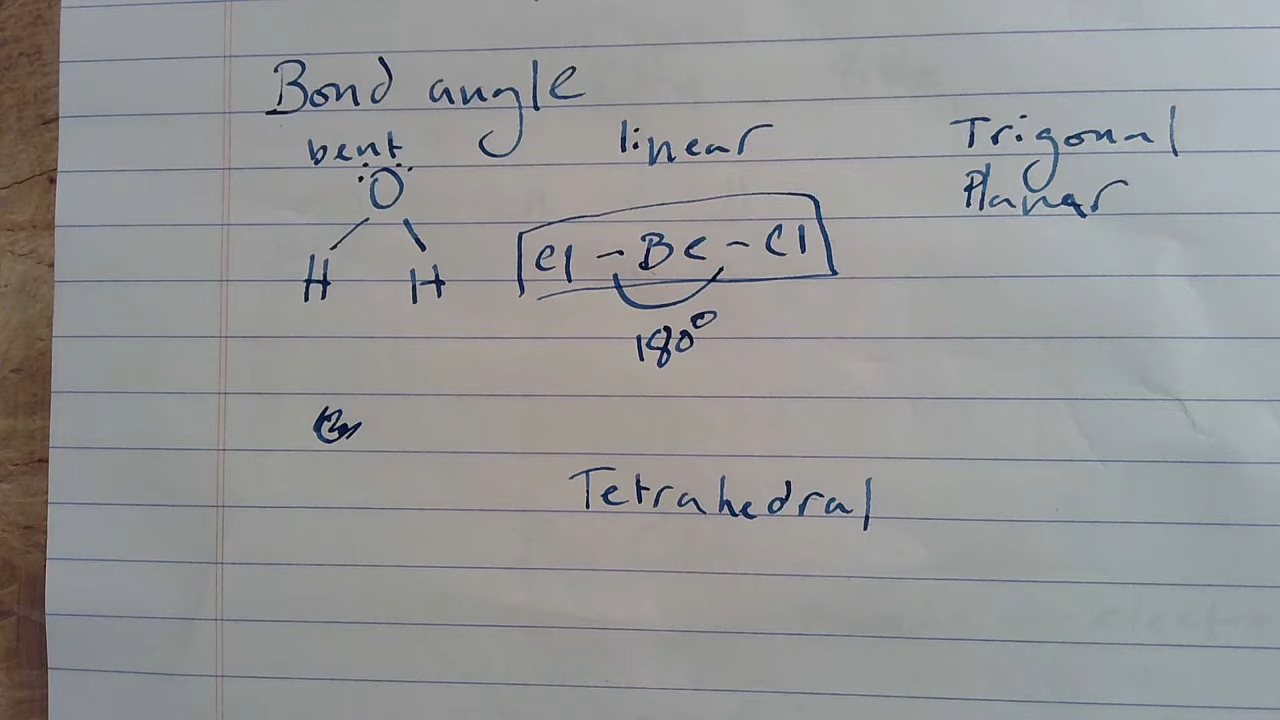 Bond angle
bent linear Trigonal
Planar
O
H H Cl - Be - Cl
180°
Tetrahedral